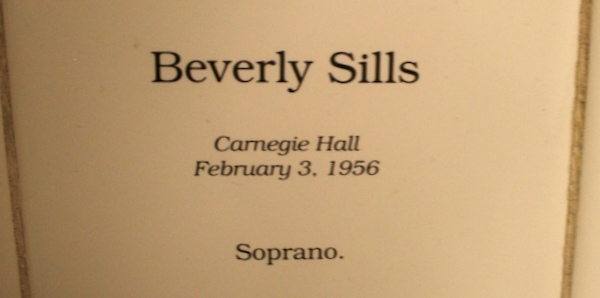 Beverly Sills
Carnegie Hall
February 3, 1956
Soprano.